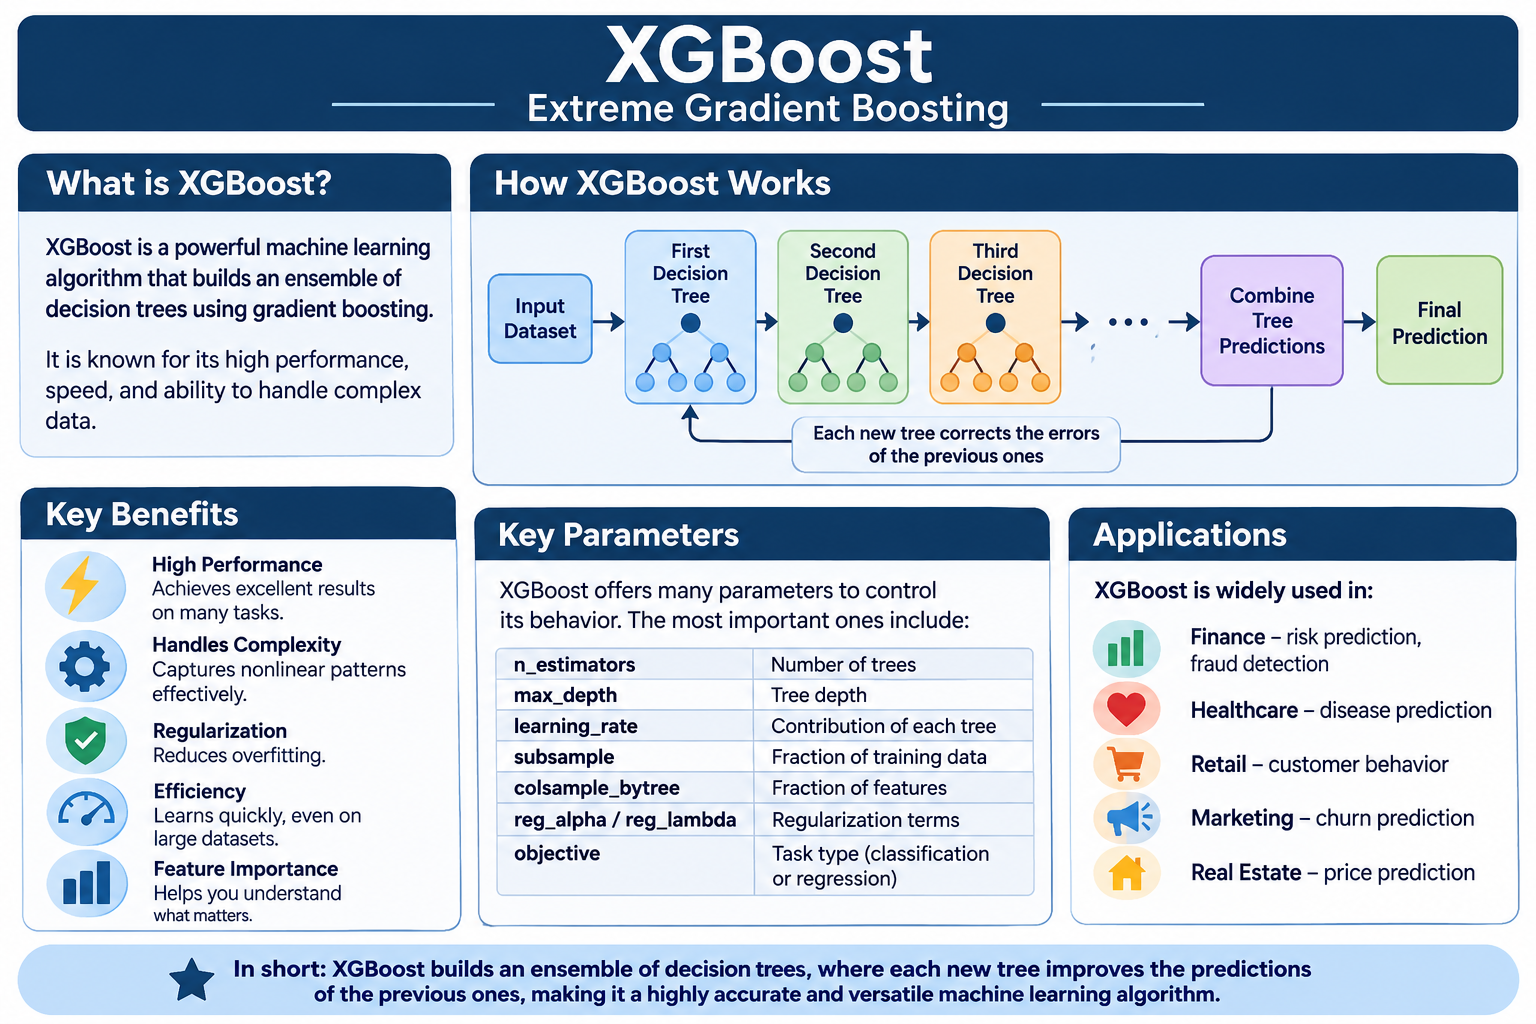 XGBoost
Extreme Gradient Boosting
What is XGBoost?
XGBoost is a powerful machine learning
algorithm that builds an ensemble of
decision trees using gradient boosting.
It is known for its high performance,
speed, and ability to handle complex
data.
How XGBoost Works
Input
Dataset
First
Decision
Tree
Second
Decision
Tree
Third
Decision
Tree
...
Combine
Tree
Predictions
Final
Prediction
Each new tree corrects the errors
of the previous ones
Key Benefits
High Performance
Achieves excellent results
on many tasks.
Handles Complexity
Captures nonlinear patterns
effectively.
Regularization
Reduces overfitting.
Efficiency
Learns quickly, even on
large datasets.
Feature Importance
Helps you understand
what matters.
Key Parameters
XGBoost offers many parameters to control
its behavior. The most important ones include:
n_estimators Number of trees
max_depth Tree depth
learning_rate Contribution of each tree
subsample Fraction of training data
colsample_bytree Fraction of features
reg_alpha / reg_lambda Regularization terms
objective Task type (classification
or regression)
Applications
XGBoost is widely used in:
Finance – risk prediction,
fraud detection
Healthcare – disease prediction
Retail – customer behavior
Marketing – churn prediction
Real Estate – price prediction
In short: XGBoost builds an ensemble of decision trees, where each new tree improves the predictions
of the previous ones, making it a highly accurate and versatile machine learning algorithm.